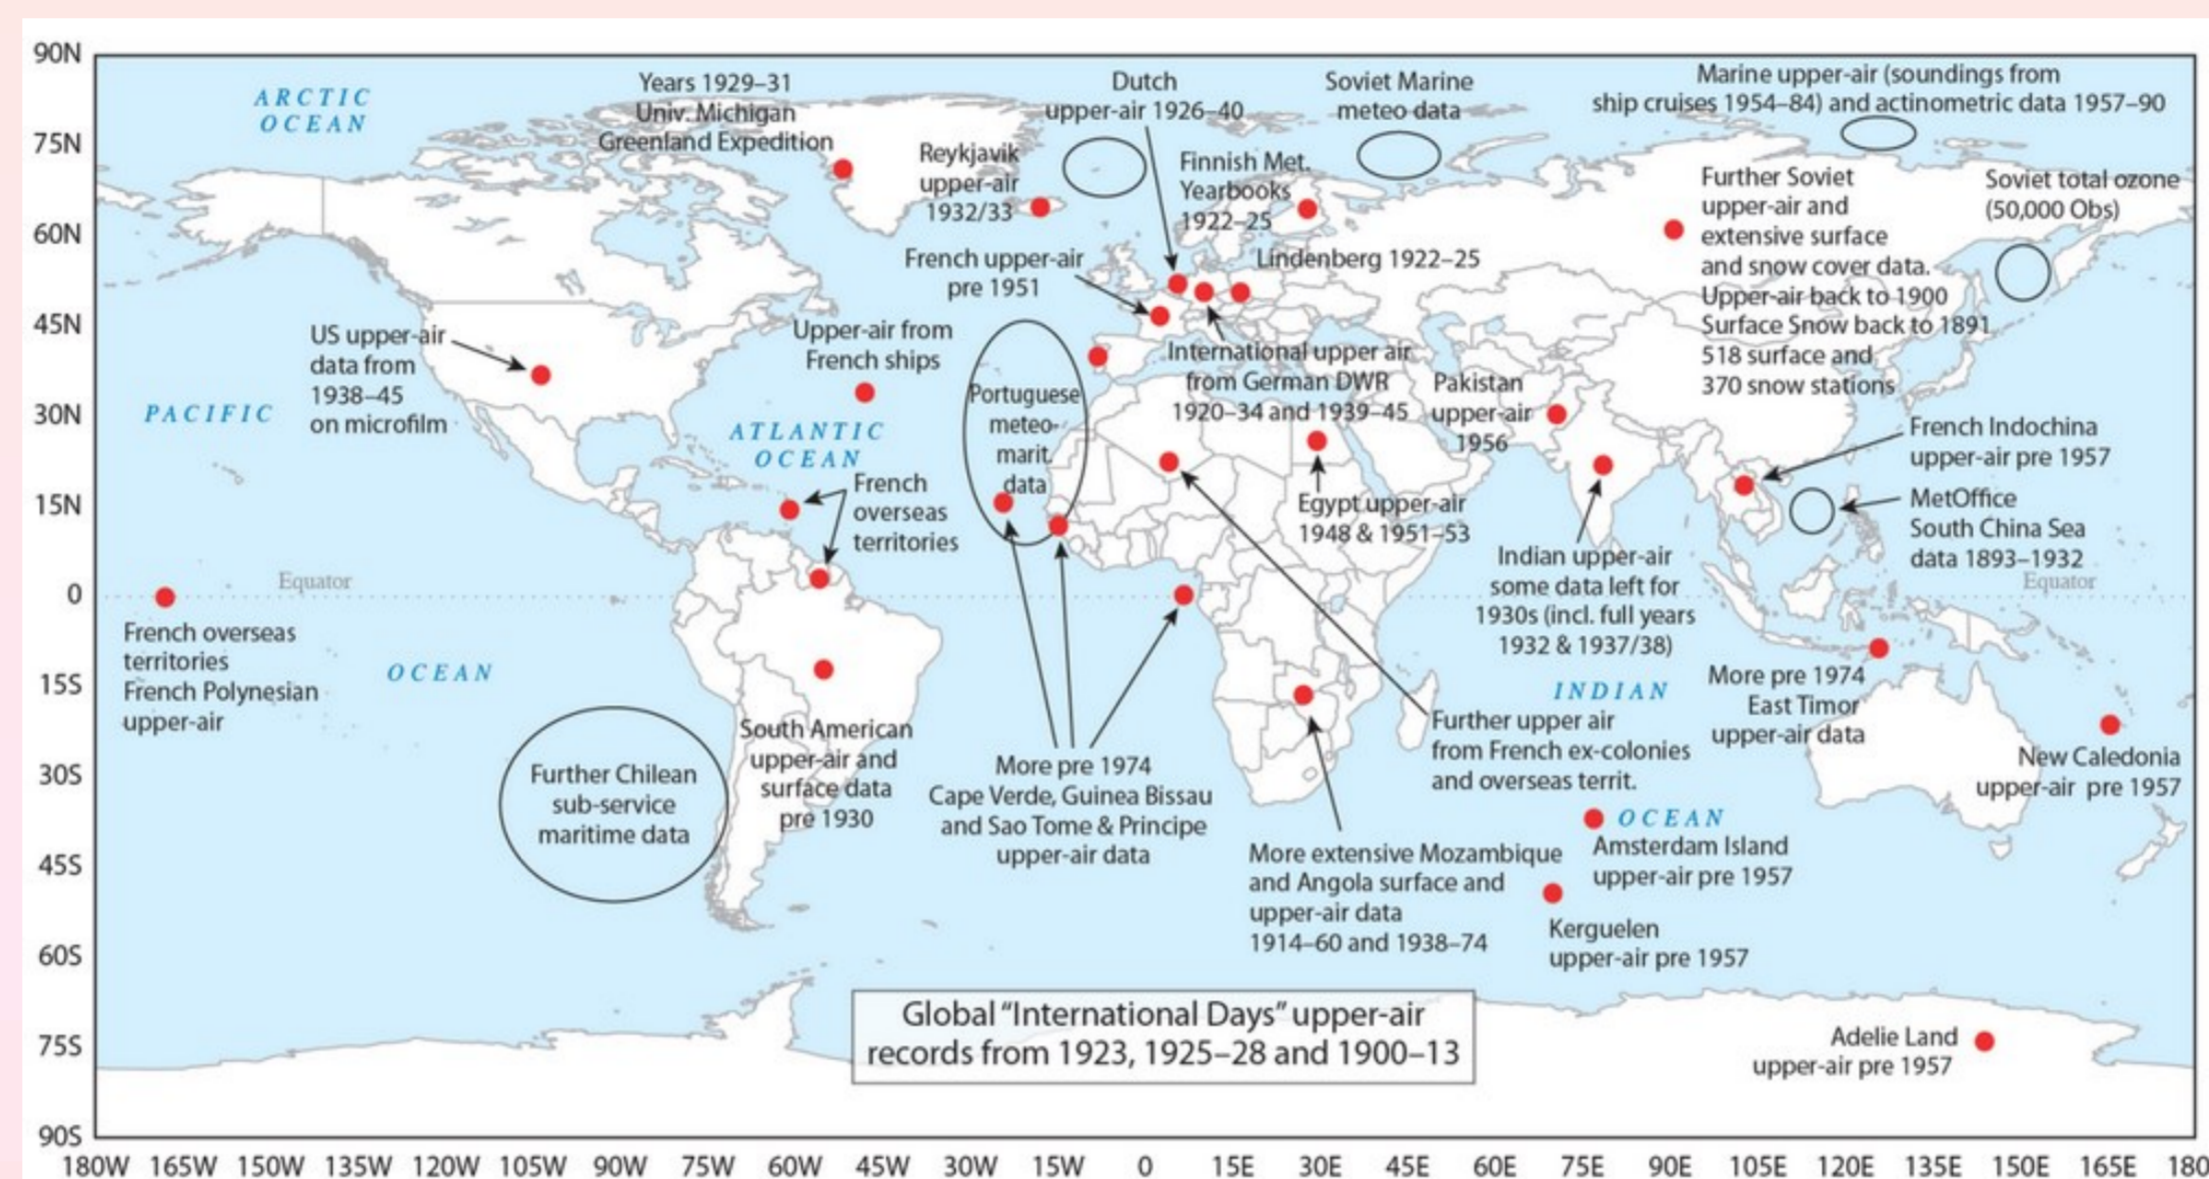 90N
75N
60N
45N
30N
15N
0
15S
30S
45S
60S
75S
90S
ARCTIC
OCEAN
Years 1929–31
Univ. Michigan
Greenland Expedition
Reykjavik
upper-air
1932/33
Dutch
upper-air 1926–40
Soviet Marine
meteo data
Marine upper-air (soundings from
ship cruises 1954–84) and actinometric data 1957–90
Finnish Met.
Yearbooks
1922–25
Further Soviet
upper-air and
extensive surface
and snow cover data.
Upper-air back to 1900
Surface Snow back to 1891
518 surface and
370 snow stations
Soviet total ozone
(50,000 Obs)
French upper-air
pre 1951
Lindenberg 1922–25
US upper-air
data from
1938–45
on microfilm
Upper-air from
French ships
Portuguese
meteo-
marit.
data
International upper air
from German DWR
1920–34 and 1939–45
Pakistan
upper-air
1956
PACIFIC
OCEAN
ATLANTIC
OCEAN
French
overseas
territories
Egypt upper-air
1948 & 1951–53
French Indochina
upper-air pre 1957
MetOffice
South China Sea
data 1893–1932
Indian upper-air
some data left for
1930s (incl. full years
1932 & 1937/38)
Equator
Equator
French overseas
territories
French Polynesian
upper-air
South American
upper-air and
surface data
pre 1930
Further Chilean
sub-service
maritime data
More pre 1974
Cape Verde, Guinea Bissau
and Sao Tome & Principe
upper-air data
Further upper air
from French ex-colonies
and overseas territ.
INDIAN
OCEAN
More pre 1974
East Timor
upper-air data
New Caledonia
upper-air pre 1957
More extensive Mozambique
and Angola surface and
upper-air data
1914–60 and 1938–74
Amsterdam Island
upper-air pre 1957
Kerguelen
upper-air pre 1957
Global “International Days” upper-air
records from 1923, 1925–28 and 1900–13
Adelie Land
upper-air pre 1957
180W 165W 150W 135W 120W 105W 90W 75W 60W 45W 30W 15W 0 15E 30E 45E 60E 75E 90E 105E 120E 135E 150E 165E 180